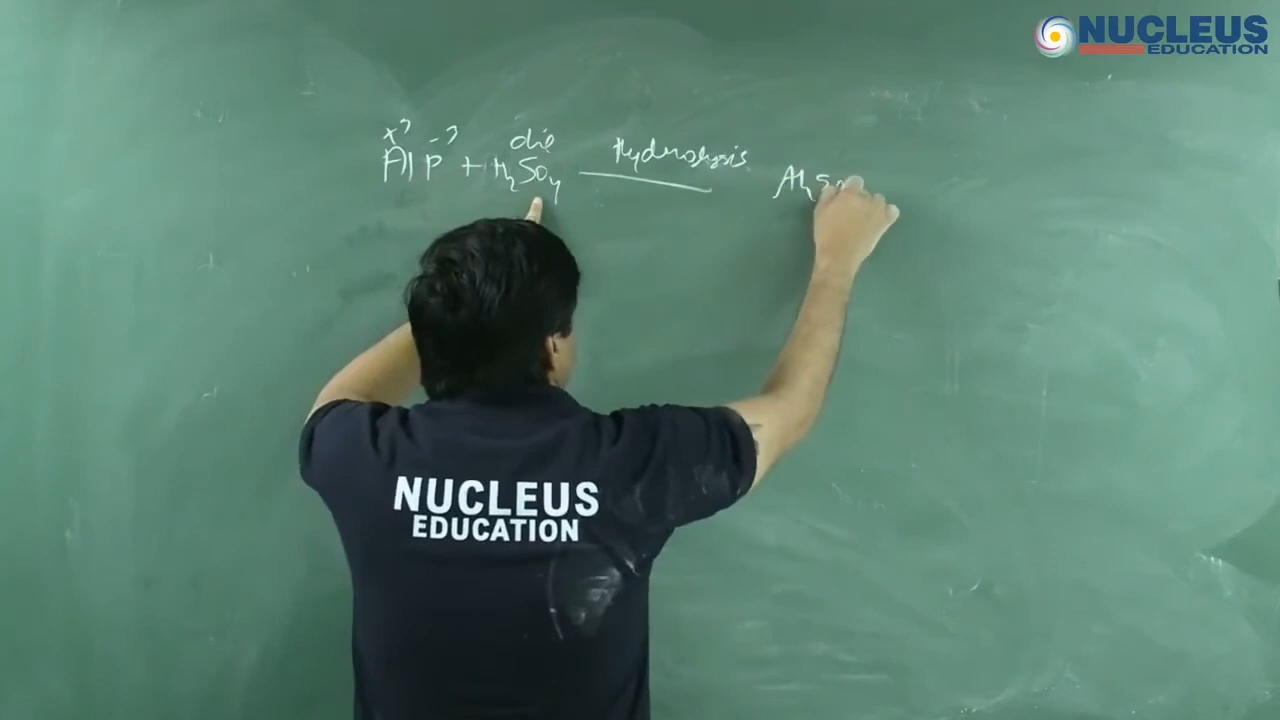 NUCLEUS
EDUCATION
+3 -3 dil
AlP + H2SO4 Hydrolysis Al2S
NUCLEUS
EDUCATION